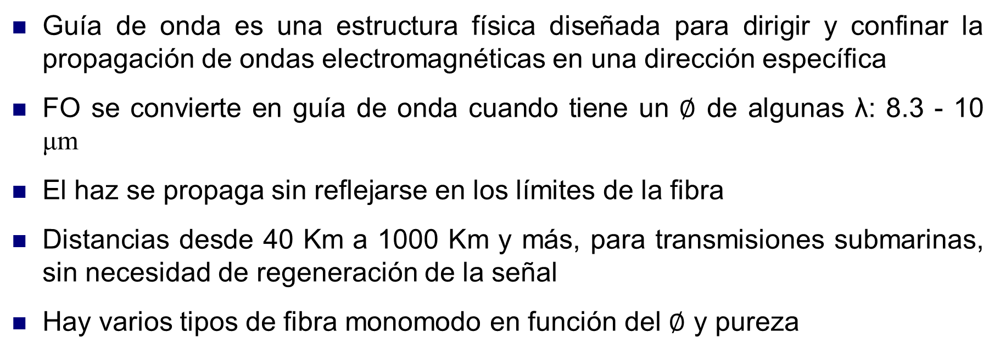 Guía de onda es una estructura física diseñada para dirigir y confinar la
propagación de ondas electromagnéticas en una dirección específica
FO se convierte en guía de onda cuando tiene un ∅ de algunas λ: 8.3 - 10
μm
El haz se propaga sin reflejarse en los límites de la fibra
Distancias desde 40 Km a 1000 Km y más, para transmisiones submarinas,
sin necesidad de regeneración de la señal
Hay varios tipos de fibra monomodo en función del ∅ y pureza